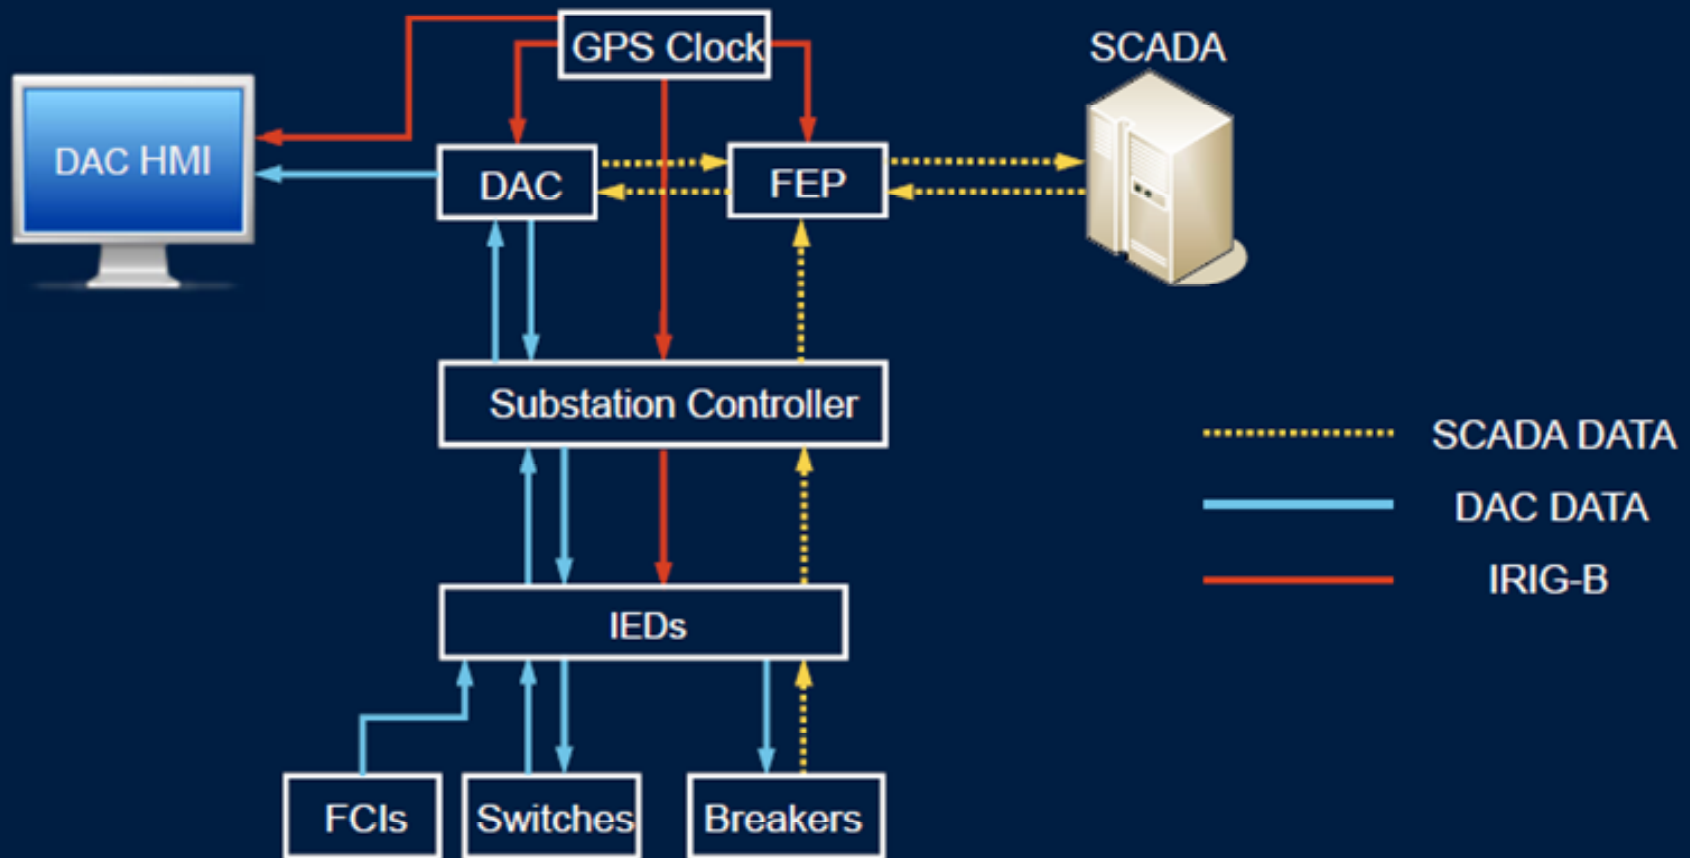 GPS Clock
SCADA
DAC HMI
DAC
FEP
Substation Controller
SCADA DATA
DAC DATA
IRIG-B
IEDs
FCIs
Switches
Breakers